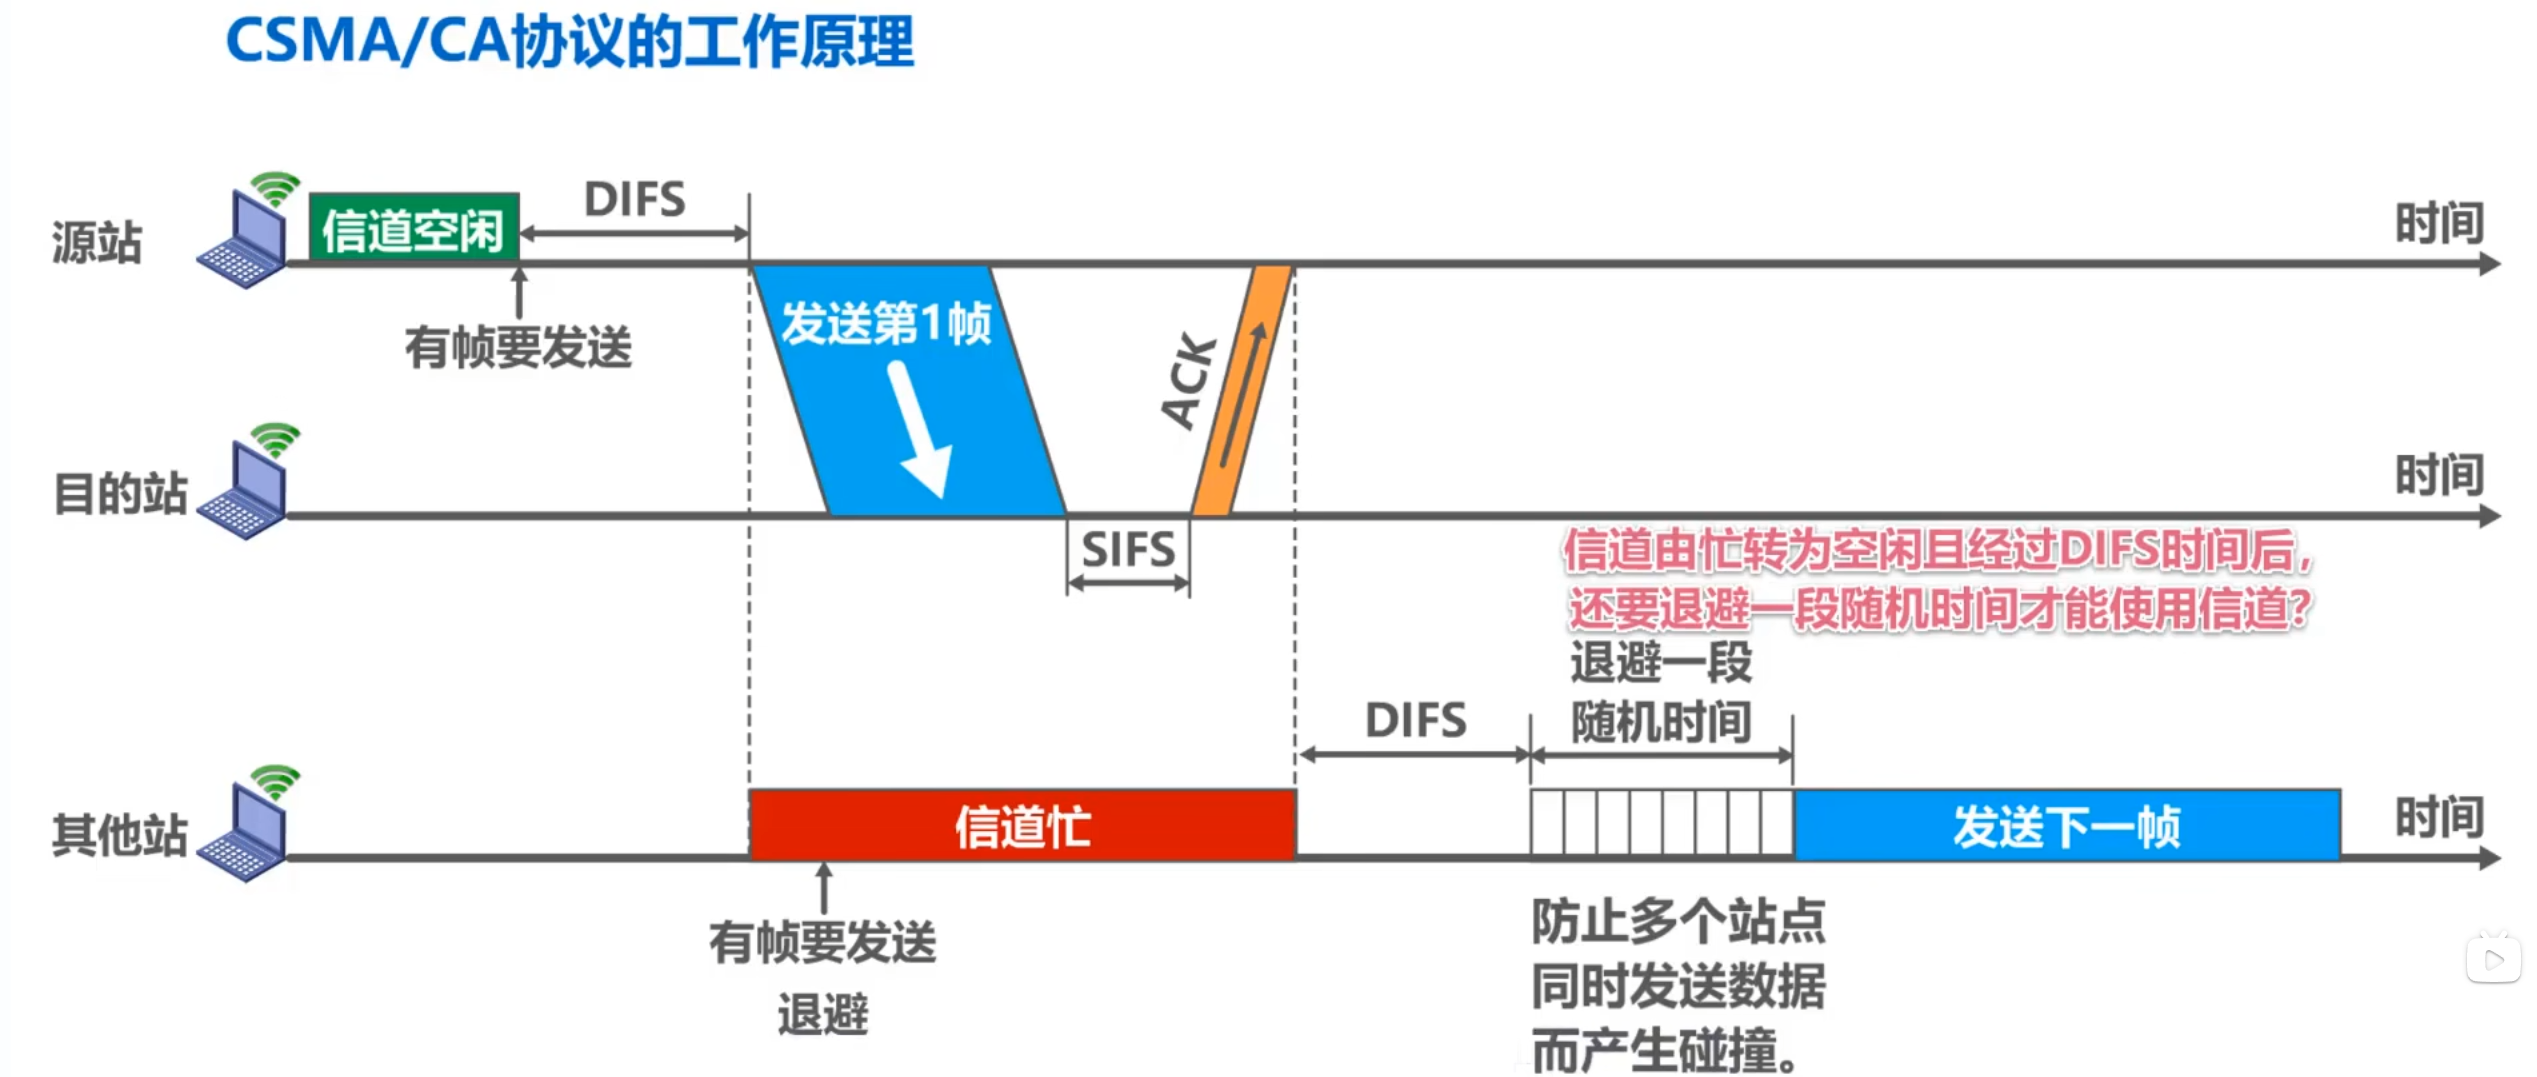 CSMA/CA协议的工作原理
源站
信道空闲
DIFS
时间
有帧要发送
发送第1帧
ACK
目的站
时间
SIFS
信道由忙转为空闲且经过DIFS时间后,
还要退避一段随机时间才能使用信道?
退避一段
随机时间
DIFS
其他站
信道忙
发送下一帧
时间
有帧要发送
退避
防止多个站点
同时发送数据
而产生碰撞。